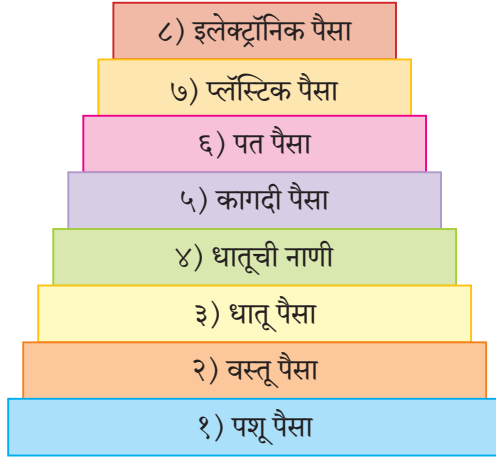 ८) इलेक्ट्रॉनिक पैसा
७) प्लॅस्टिक पैसा
६) पत पैसा
५) कागदी पैसा
४) धातूची नाणी
३) धातू पैसा
२) वस्तू पैसा
१) पशू पैसा